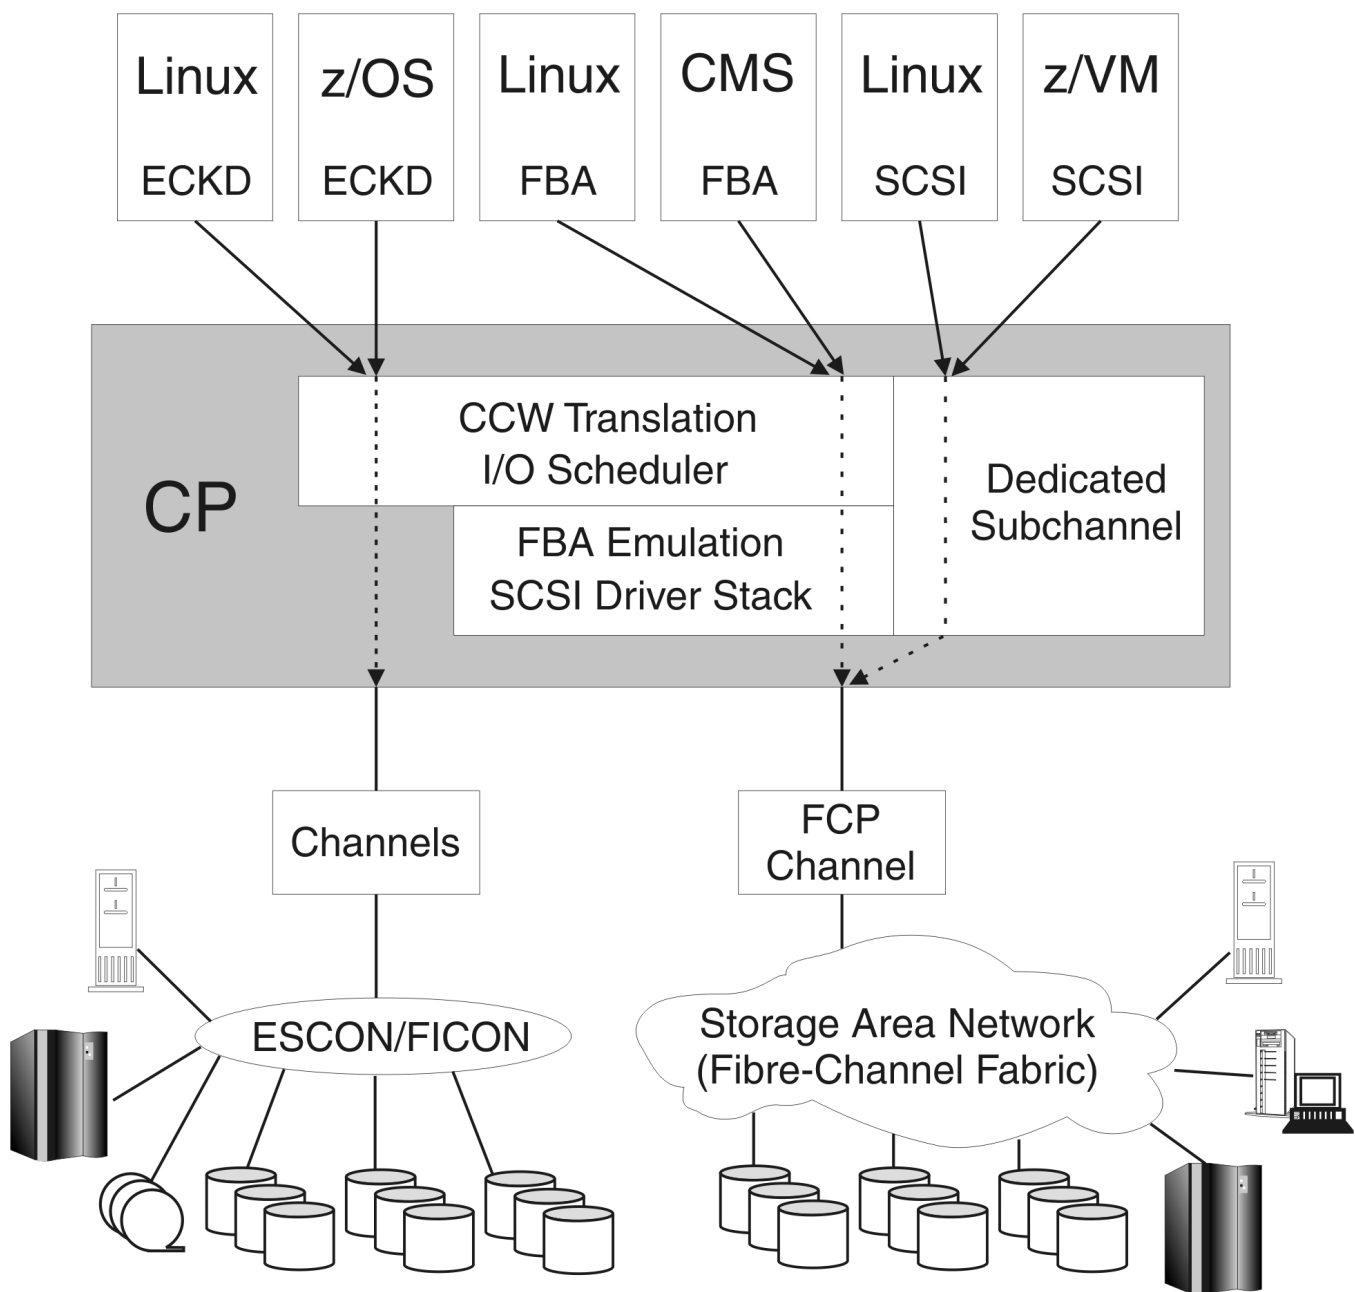 Linux
ECKD
z/OS
ECKD
Linux
FBA
CMS
FBA
Linux
SCSI
z/VM
SCSI
CP
CCW Translation
I/O Scheduler
FBA Emulation
SCSI Driver Stack
Dedicated
Subchannel
Channels
FCP
Channel
ESCON/FICON
Storage Area Network
(Fibre-Channel Fabric)